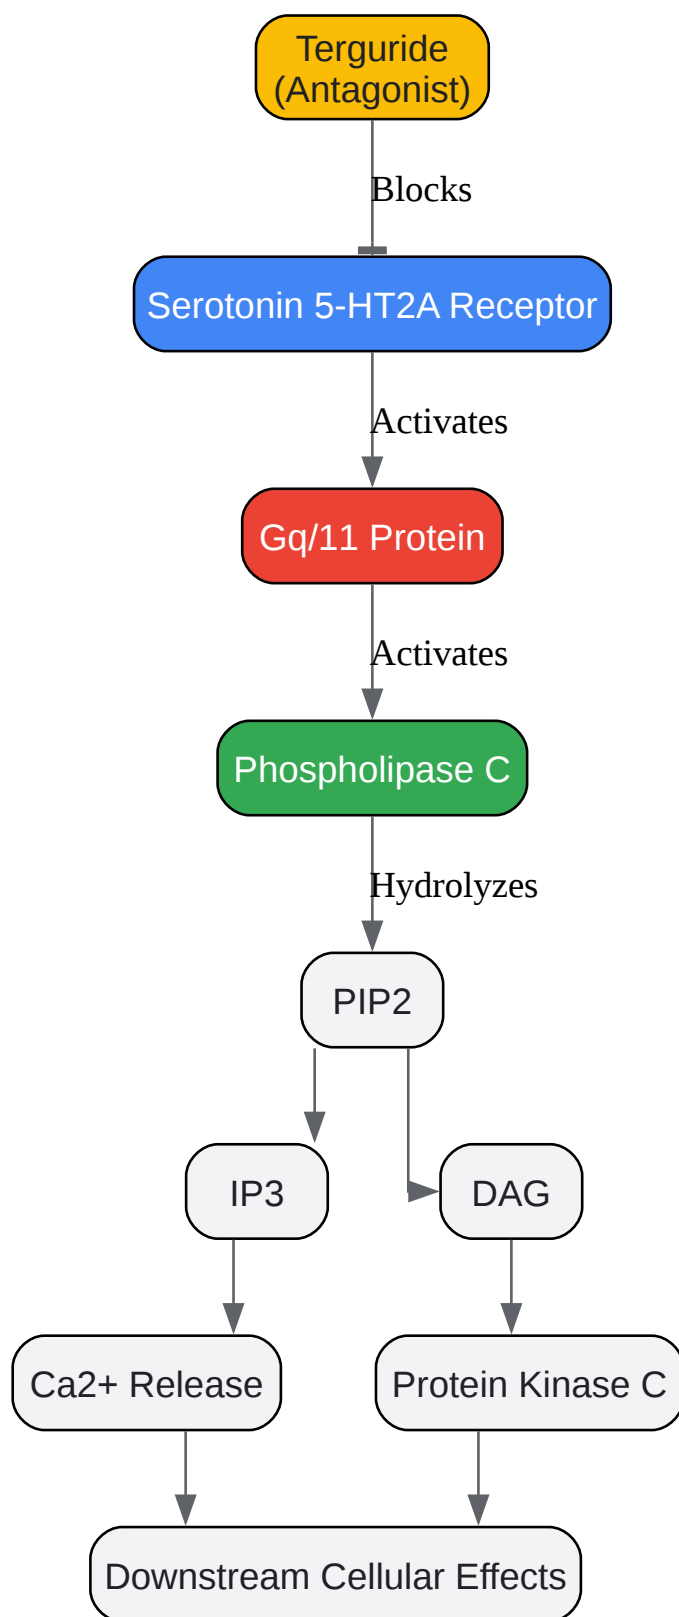 Terguride
(Antagonist)
Blocks
Serotonin 5-HT2A Receptor
Activates
Gq/11 Protein
Activates
Phospholipase C
Hydrolyzes
PIP2
IP3
DAG
Ca2+ Release
Protein Kinase C
Downstream Cellular Effects